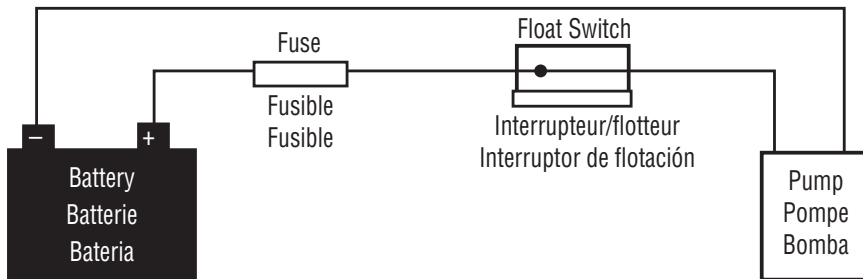 Float Switch
Fuse
Fusible
Fusible
Interrupteur/flotteur
Interruptor de flotación
– +
Battery
Batterie
Bateria
Pump
Pompe
Bomba